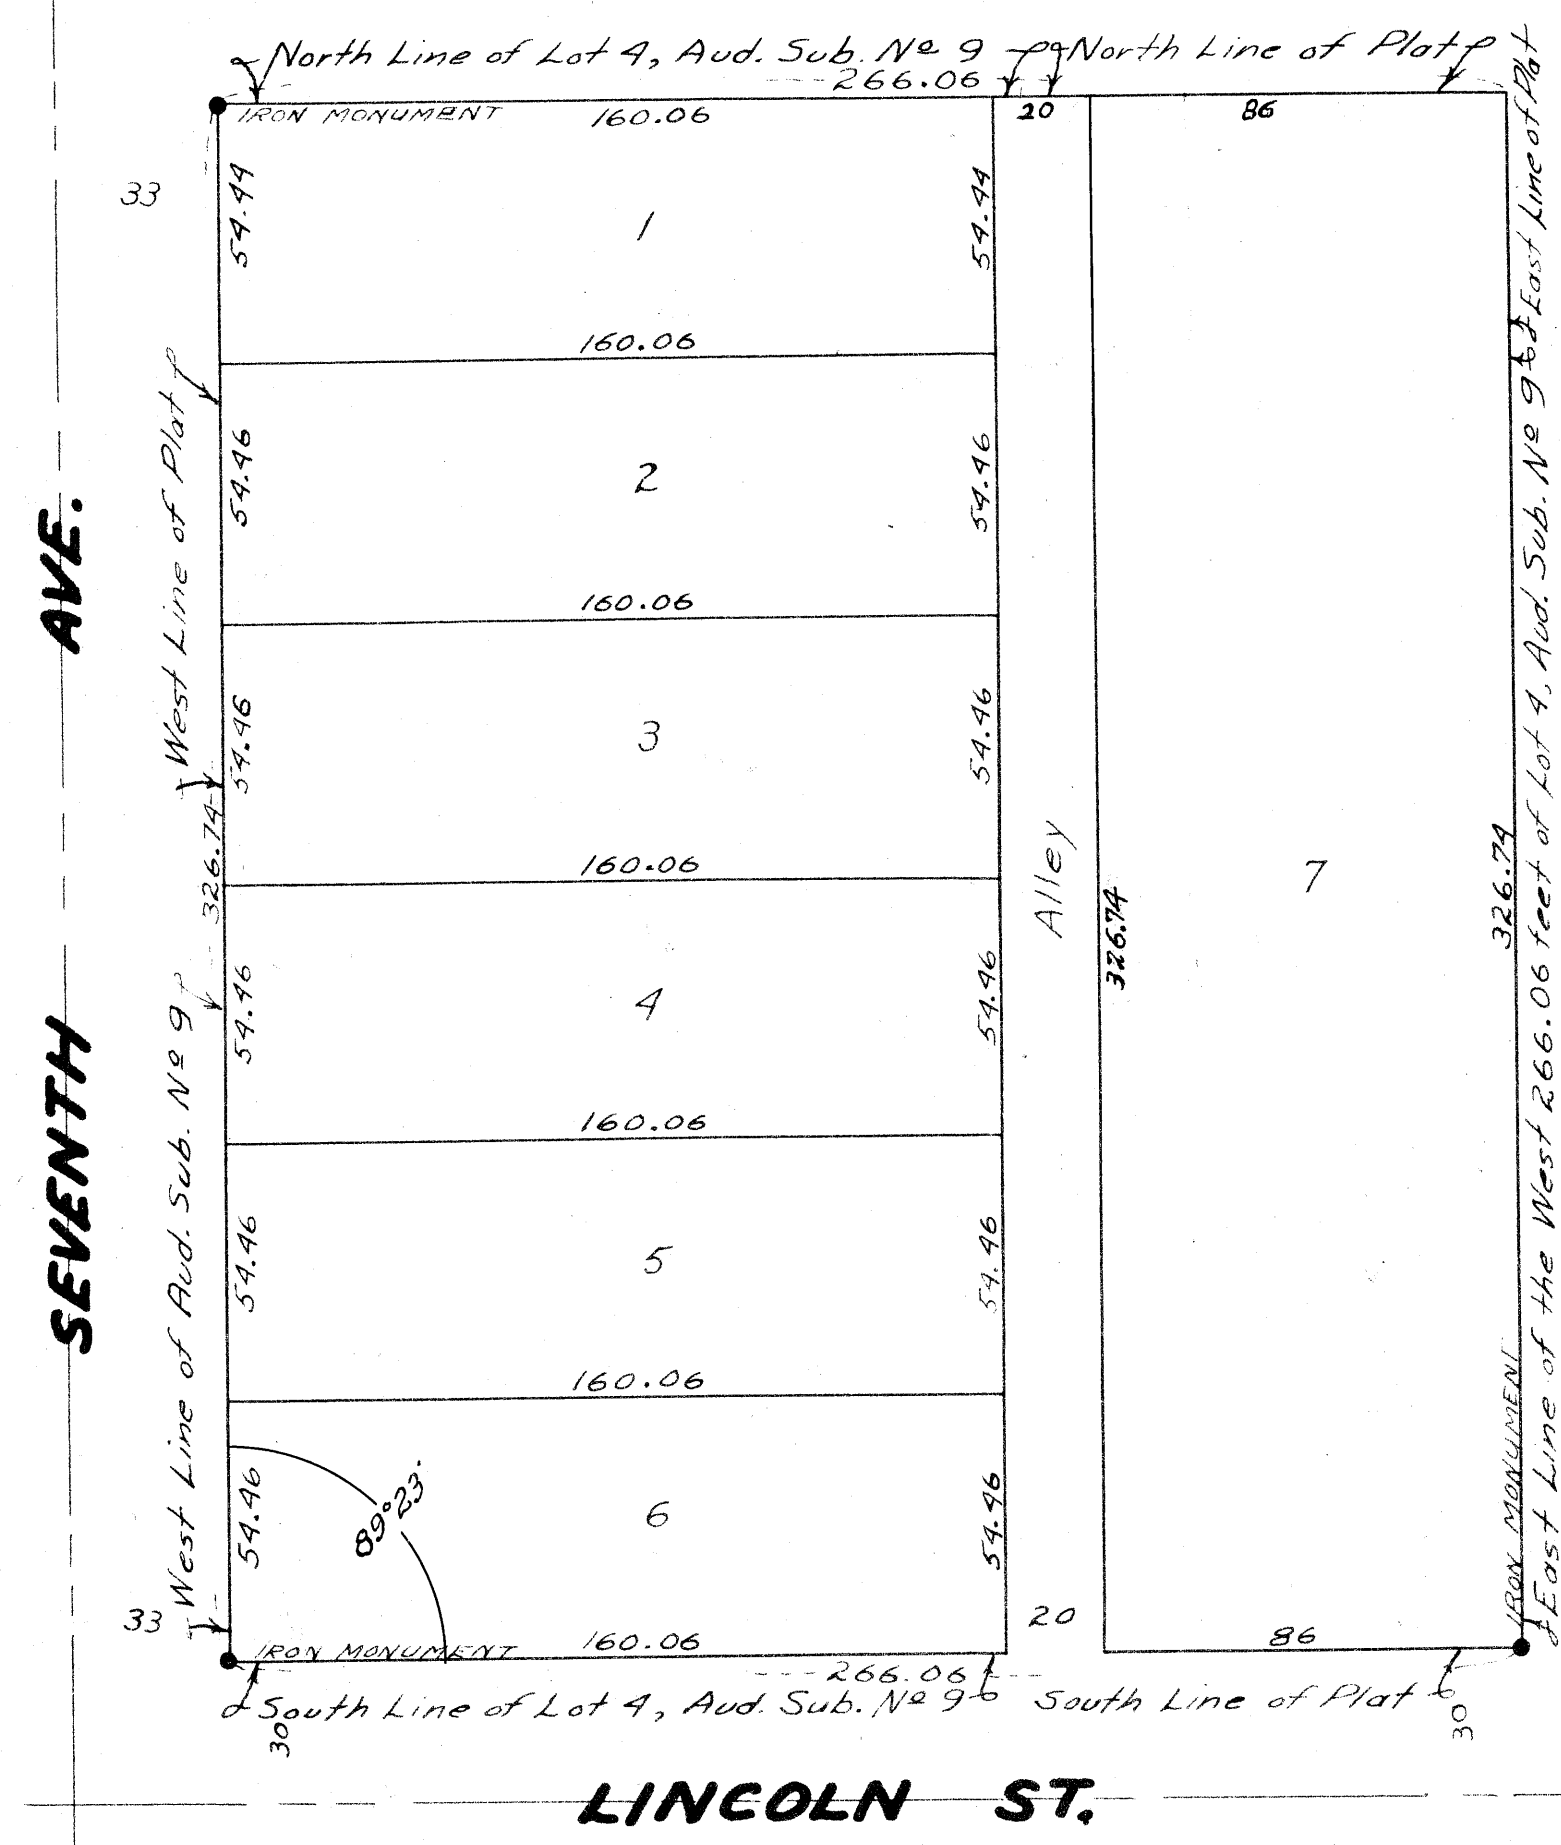 North Line of Lot 4, Aud. Sub. Nº 9
North Line of Plat
266.06
IRON MONUMENT
160.06
20
86
33
54.44
1
54.44
160.06
54.46
2
54.46
160.06
54.46
3
54.46
160.06
54.46
4
54.46
160.06
54.46
5
54.46
160.06
54.46
89°23'
6
54.46
IRON MONUMENT
160.06
20
86
33
266.06
South Line of Lot 4, Aud. Sub. Nº 9
South Line of Plat
30
30
West Line of Plat
326.74
West Line of Aud. Sub. Nº 9
Alley
326.74
7
326.74
East Line of Plat
East Line of the West 266.06 feet of Lot 4, Aud. Sub. Nº 9
IRON MONUMENT
SEVENTH AVE.
LINCOLN ST.